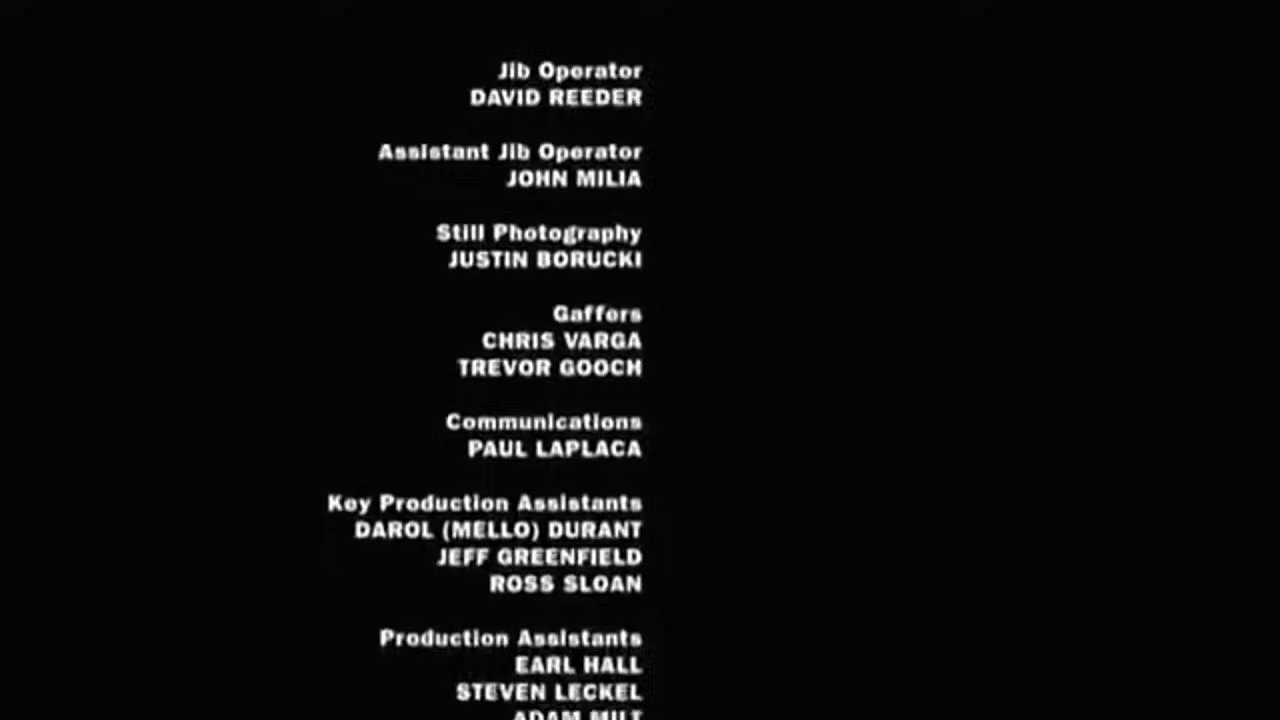 Jib Operator
DAVID REEDER
Assistant Jib Operator
JOHN MILIA
Still Photography
JUSTIN BORUCKI
Gaffers
CHRIS VARGA
TREVOR GOOCH
Communications
PAUL LAPLACA
Key Production Assistants
DAROL (MELLO) DURANT
JEFF GREENFIELD
ROSS SLOAN
Production Assistants
EARL HALL
STEVEN LECKEL
ADAM